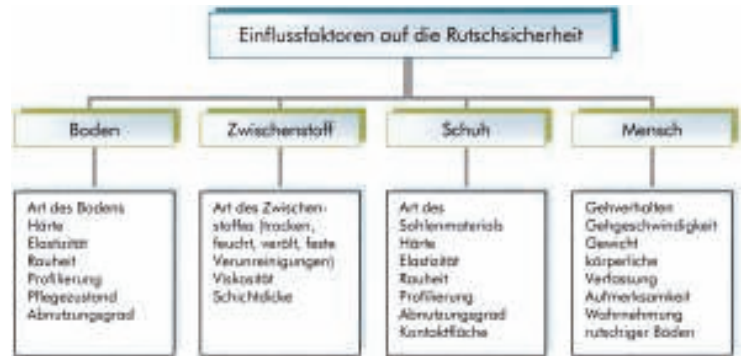 Einflussfaktoren auf die Rutschsicherheit
Boden
Zwischenstoff
Schuh
Mensch
Art des Bodens
Härte
Elastizität
Rauheit
Profilierung
Pflegezustand
Abnutzungsgrad
Art des Zwischen-
stoffes (trocken,
feucht, verölt, feste
Verunreinigungen)
Viskosität
Schichtdicke
Art des
Sohlenmaterials
Härte
Elastizität
Rauheit
Profilierung
Abnutzungsgrad
Kontaktfläche
Gehverhalten
Gehgeschwindigkeit
Gewicht
körperliche
Verfassung
Aufmerksamkeit
Wahrnehmung
rutschiger Böden